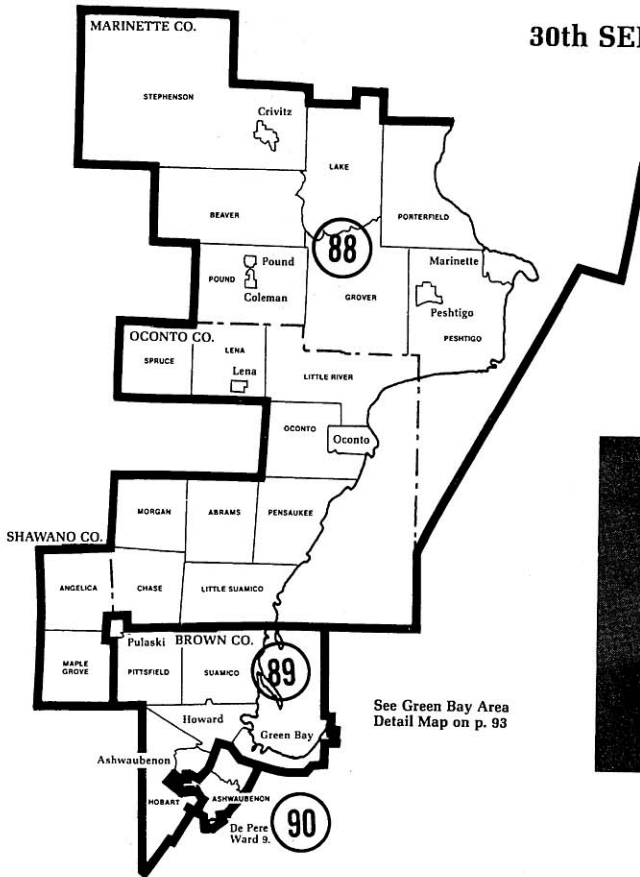 30th SE
MARINETTE CO.
STEPHENSON
Crivitz
LAKE
BEAVER
PORTERFIELD
88
Marinette
POUND
Pound
Coleman
GROVER
Peshtigo
PESHTIGO
OCONTO CO.
SPRUCE
LENA
Lena
LITTLE RIVER
OCONTO
Oconto
MORGAN
ABRAMS
PENSAUKEE
SHAWANO CO.
ANGELICA
CHASE
LITTLE SUAMICO
Pulaski
BROWN CO.
MAPLE
GROVE
PITTSFIELD
SUAMICO
89
See Green Bay Area
Detail Map on p. 93
Howard
Green Bay
Ashwaubenon
HOBART
ASHWAUBENON
De Pere
Ward 9.
90